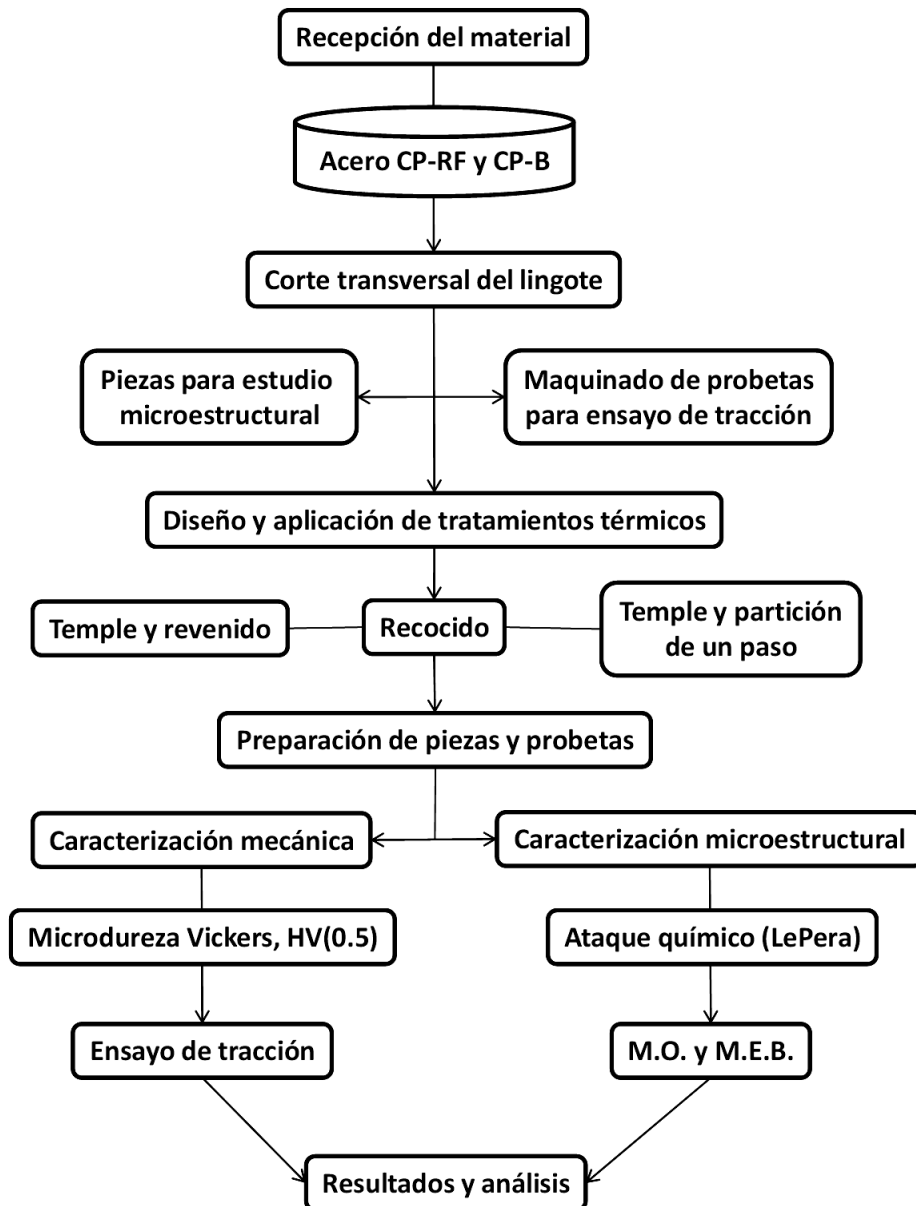 Recepción del material
Acero CP-RF y CP-B
Corte transversal del lingote
Piezas para estudio
microestructural
Maquinado de probetas
para ensayo de tracción
Diseño y aplicación de tratamientos térmicos
Temple y revenido
Recocido
Temple y partición
de un paso
Preparación de piezas y probetas
Caracterización mecánica
Caracterización microestructural
Microdureza Vickers, HV(0.5)
Ataque químico (LePera)
Ensayo de tracción
M.O. y M.E.B.
Resultados y análisis